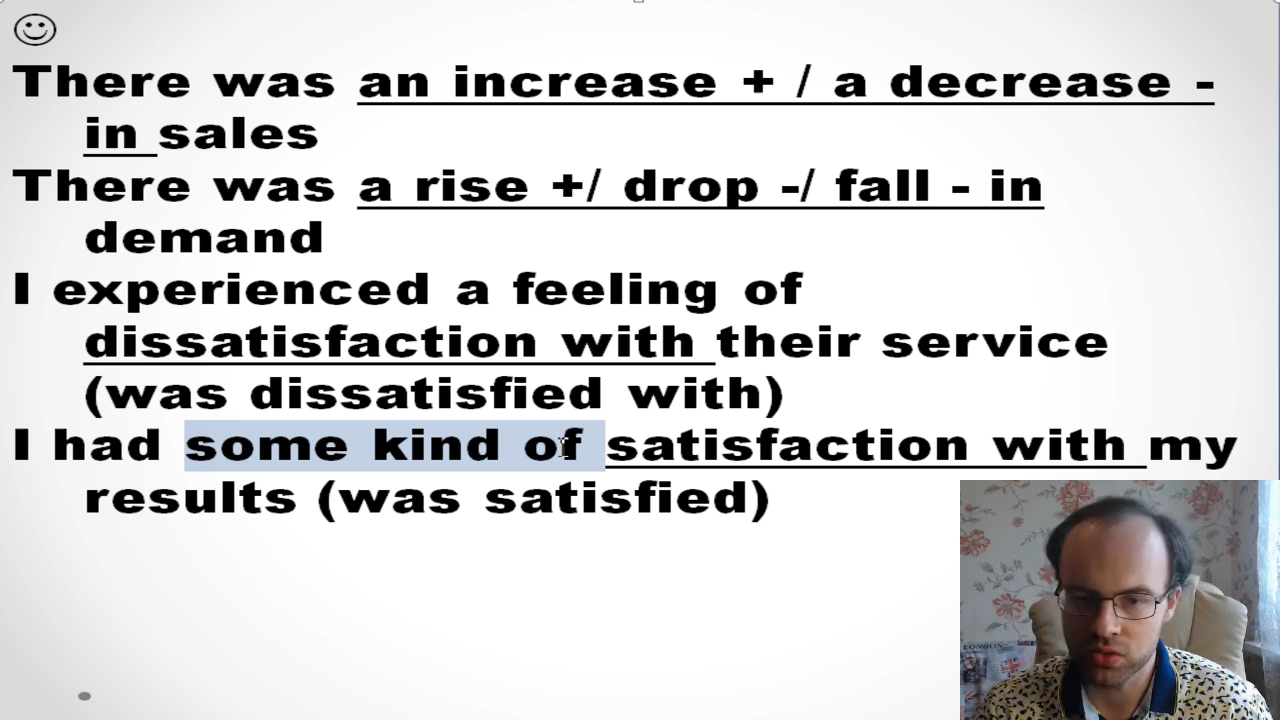 There was an increase + / a decrease -
in sales
There was a rise +/ drop -/ fall - in
demand
I experienced a feeling of
dissatisfaction with their service
(was dissatisfied with)
I had some kind of satisfaction with my
results (was satisfied)
LONDON